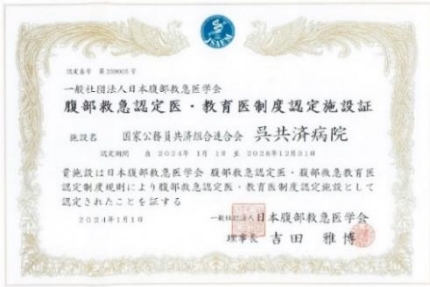 一般社団法人日本腹部救急医学会
腹部救急認定医・教育医制度認定施設証
施設名 国家公務員共済組合連合会 呉共済病院
認定期間 自 2024年 1月 1日 至 2028年12月31日
貴施設は日本腹部救急医学会 腹部救急認定医・腹部救急教育医
認定制度規則により腹部救急認定医・教育医制度認定施設として
認定されたことを証する
2024年1月1日
一般社団法人日本腹部救急医学会
理事長 吉田 雅博